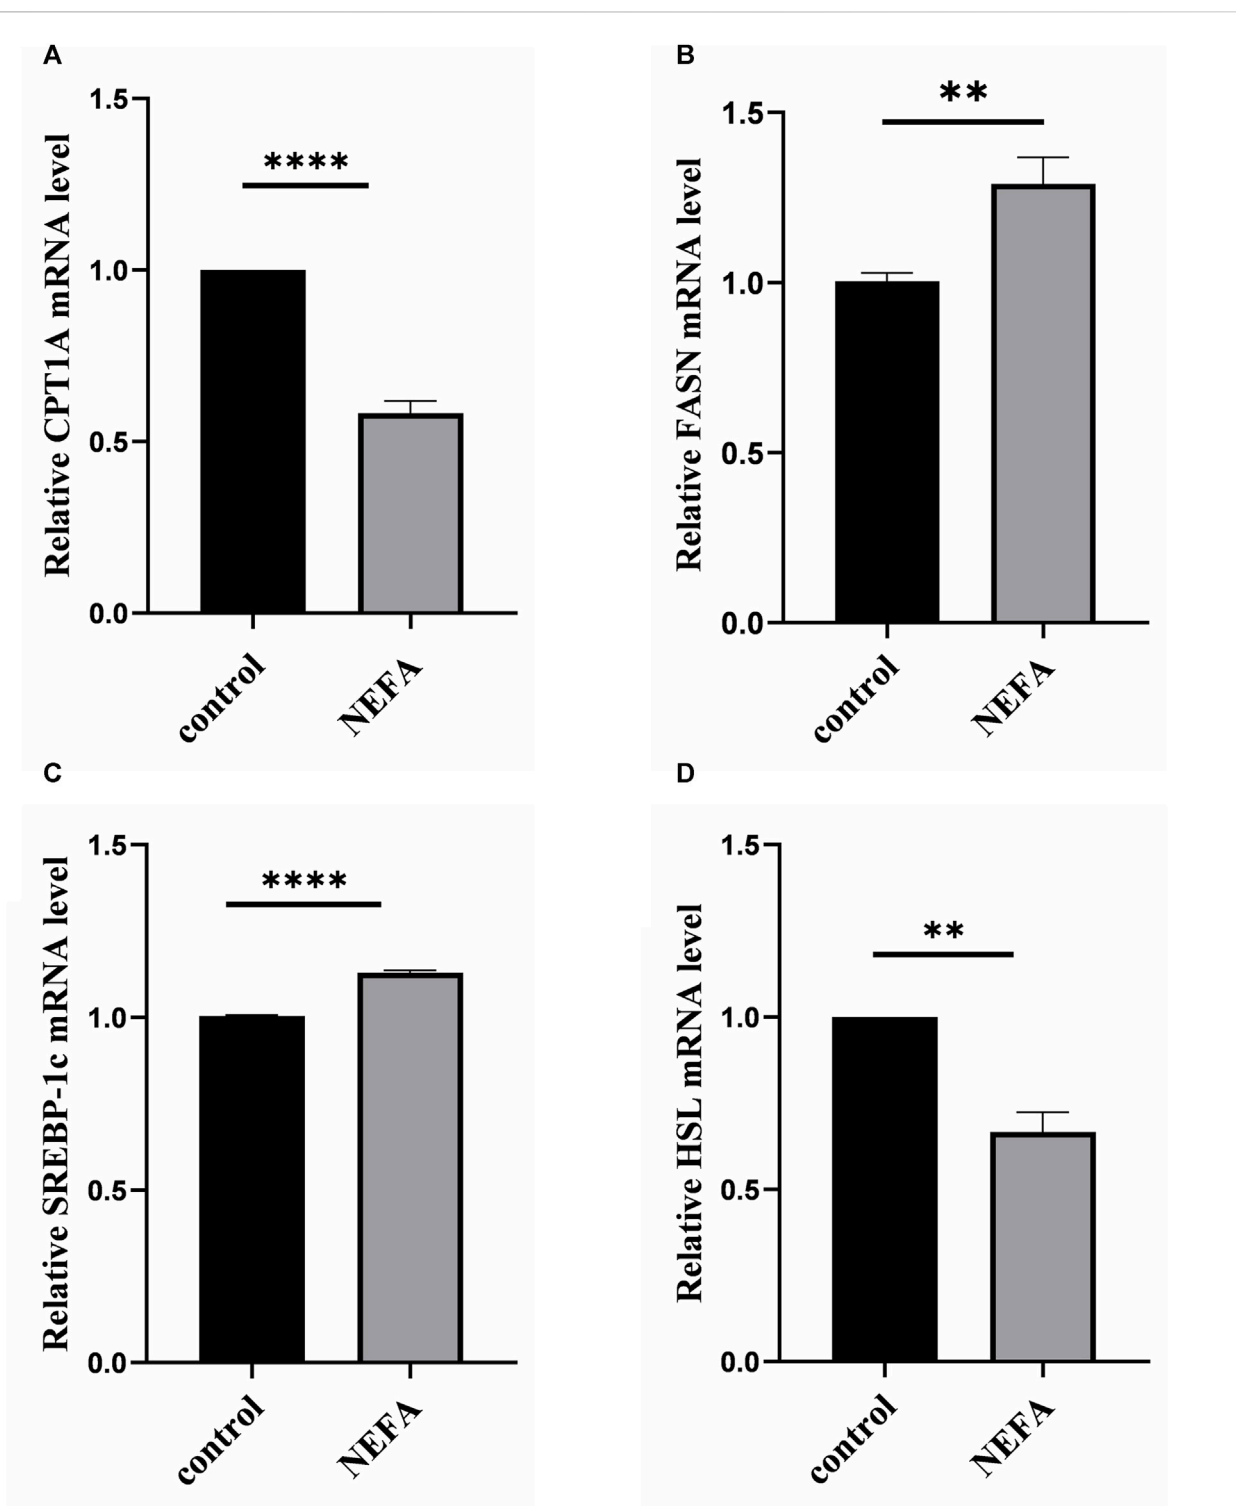 A
Relative CPT1A mRNA level
1.5
1.0
0.5
0.0
****
control
NEFA
B
Relative FASN mRNA level
1.5
1.0
0.5
0.0
**
control
NEFA
C
Relative SREBP-1c mRNA level
1.5
1.0
0.5
0.0
****
control
NEFA
D
Relative HSL mRNA level
1.5
1.0
0.5
0.0
**
control
NEFA